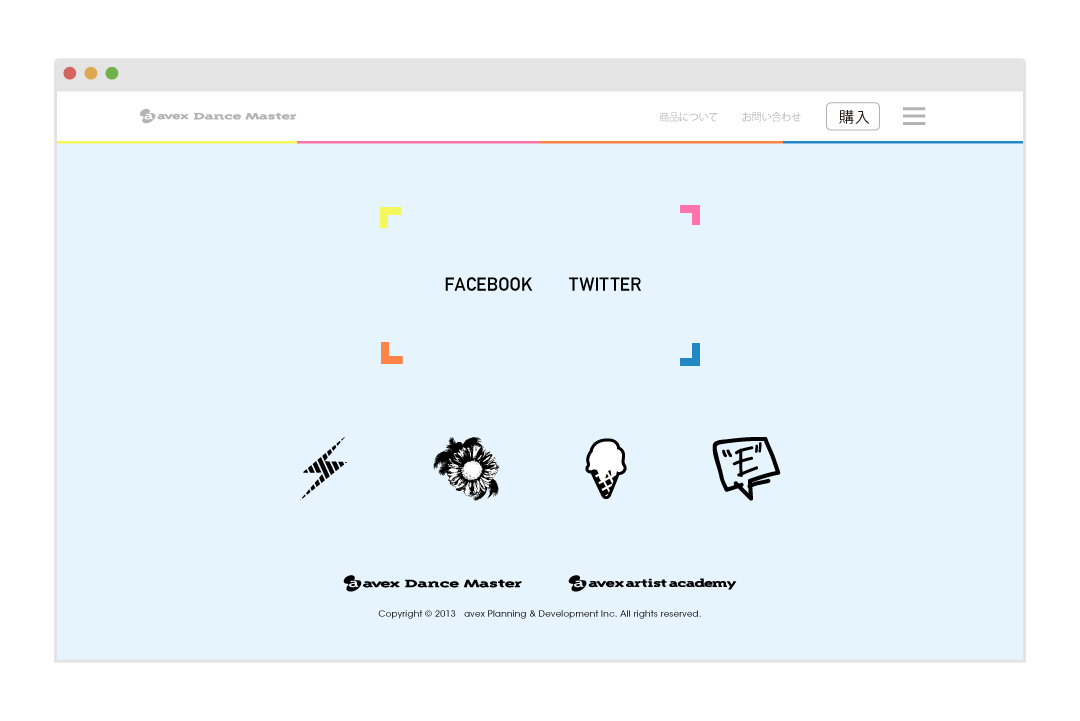 avex Dance Master
商品について お問い合わせ 購入
FACEBOOK TWITTER
"E"
avex Dance Master avex artist academy
Copyright © 2013 avex Planning & Development Inc. All rights reserved.